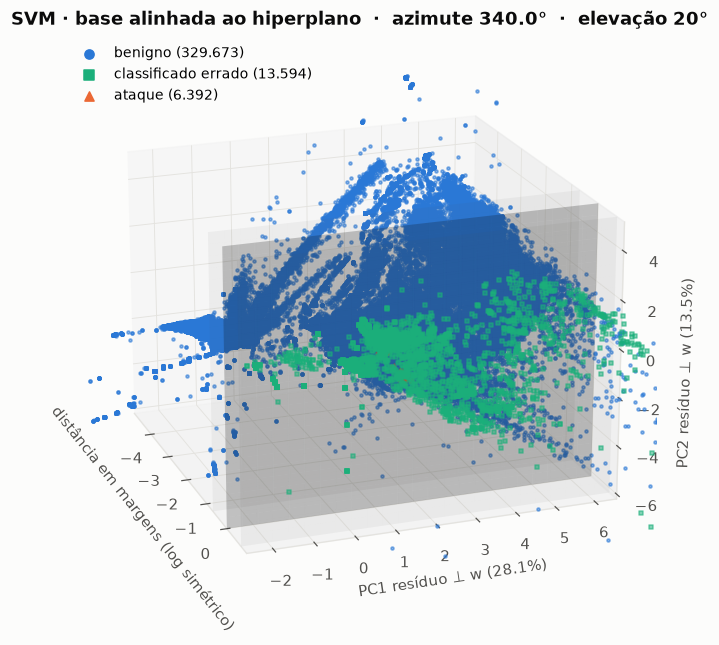 SVM · base alinhada ao hiperplano · azimute 340.0° · elevação 20°
benigno (329.673)
classificado errado (13.594)
ataque (6.392)
4
2
0
−2
−4
−6
PC2 resíduo ⊥ w (13.5%)
−4
−3
−2
−1
0
distância em margens (log simétrico)
−2
−1
0
1
2
3
4
5
6
PC1 resíduo ⊥ w (28.1%)